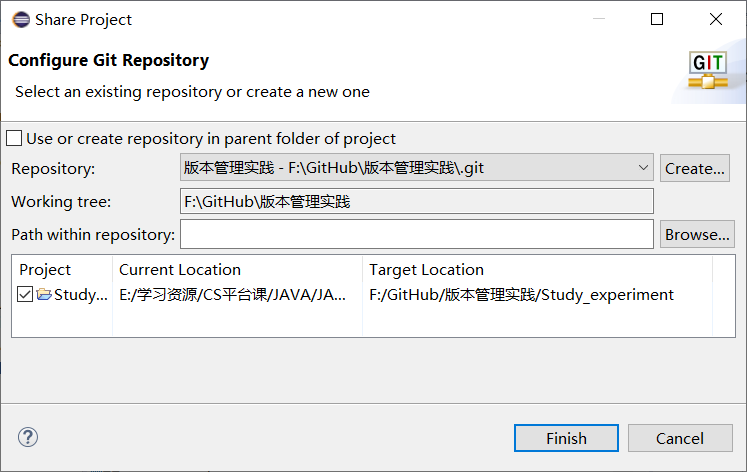 Share Project
Configure Git Repository
GIT
Select an existing repository or create a new one
Use or create repository in parent folder of project
Repository: 版本管理实践 - F:\GitHub\版本管理实践\.git Create...
Working tree: F:\GitHub\版本管理实践
Path within repository: Browse...
Project Current Location Target Location
Study... E:/学习资源/CS平台课/JAVA/JA... F:/GitHub/版本管理实践/Study_experiment
? Finish Cancel